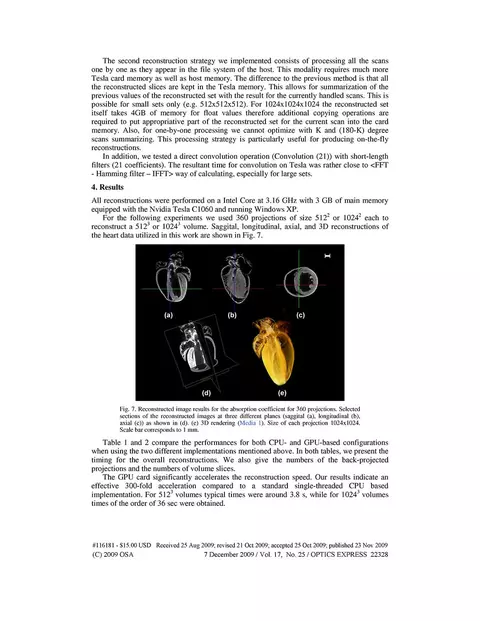 The second reconstruction strategy we implemented consists of processing all the scans
one by one as they appear in the file system of the host. This modality requires much more
Tesla card memory as well as host memory. The difference to the previous method is that all
the reconstructed slices are kept in the Tesla memory. This allows for summarization of the
previous values of the reconstructed set with the result for the currently handled scans. This is
possible for small sets only (e.g. 512x512x512). For 1024x1024x1024 the reconstructed set
itself takes 4GB of memory for float values therefore additional copying operations are
required to put appropriative part of the reconstructed set for the current scan into the card
memory. Also, for one-by-one processing we cannot optimize with K and (180-K) degree
scans summarizing. This processing strategy is particularly useful for producing on-the-fly
reconstructions.
In addition, we tested a direct convolution operation (Convolution (21)) with short-length
filters (21 coefficients). The resultant time for convolution on Tesla was rather close to <FFT
- Hamming filter – IFFT> way of calculating, especially for large sets.
4. Results
All reconstructions were performed on a Intel Core at 3.16 GHz with 3 GB of main memory
equipped with the Nvidia Tesla C1060 and running Windows XP.
For the following experiments we used 360 projections of size 512² or 1024² each to
reconstruct a 512³ or 1024³ volume. Saggital, longitudinal, axial, and 3D reconstructions of
the heart data utilized in this work are shown in Fig. 7.
(a) (b) (c)
(d) (e)
Fig. 7. Reconstructed image results for the absorption coefficient for 360 projections. Selected
sections of the reconstructed images at three different planes (saggital (a), longitudinal (b),
axial (c)) as shown in (d). (e) 3D rendering (Media 1). Size of each projection 1024x1024.
Scale bar corresponds to 1 mm.
Table 1 and 2 compare the performances for both CPU- and GPU-based configurations
when using the two different implementations mentioned above. In both tables, we present the
timing for the overall reconstructions. We also give the numbers of the back-projected
projections and the numbers of volume slices.
The GPU card significantly accelerates the reconstruction speed. Our results indicate an
effective 300-fold acceleration compared to a standard single-threaded CPU based
implementation. For 512³ volumes typical times were around 3.8 s, while for 1024³ volumes
times of the order of 36 sec were obtained.
#116181 - $15.00 USD Received 25 Aug 2009; revised 21 Oct 2009; accepted 25 Oct 2009; published 23 Nov 2009
(C) 2009 OSA 7 December 2009 / Vol. 17, No. 25 / OPTICS EXPRESS 22328